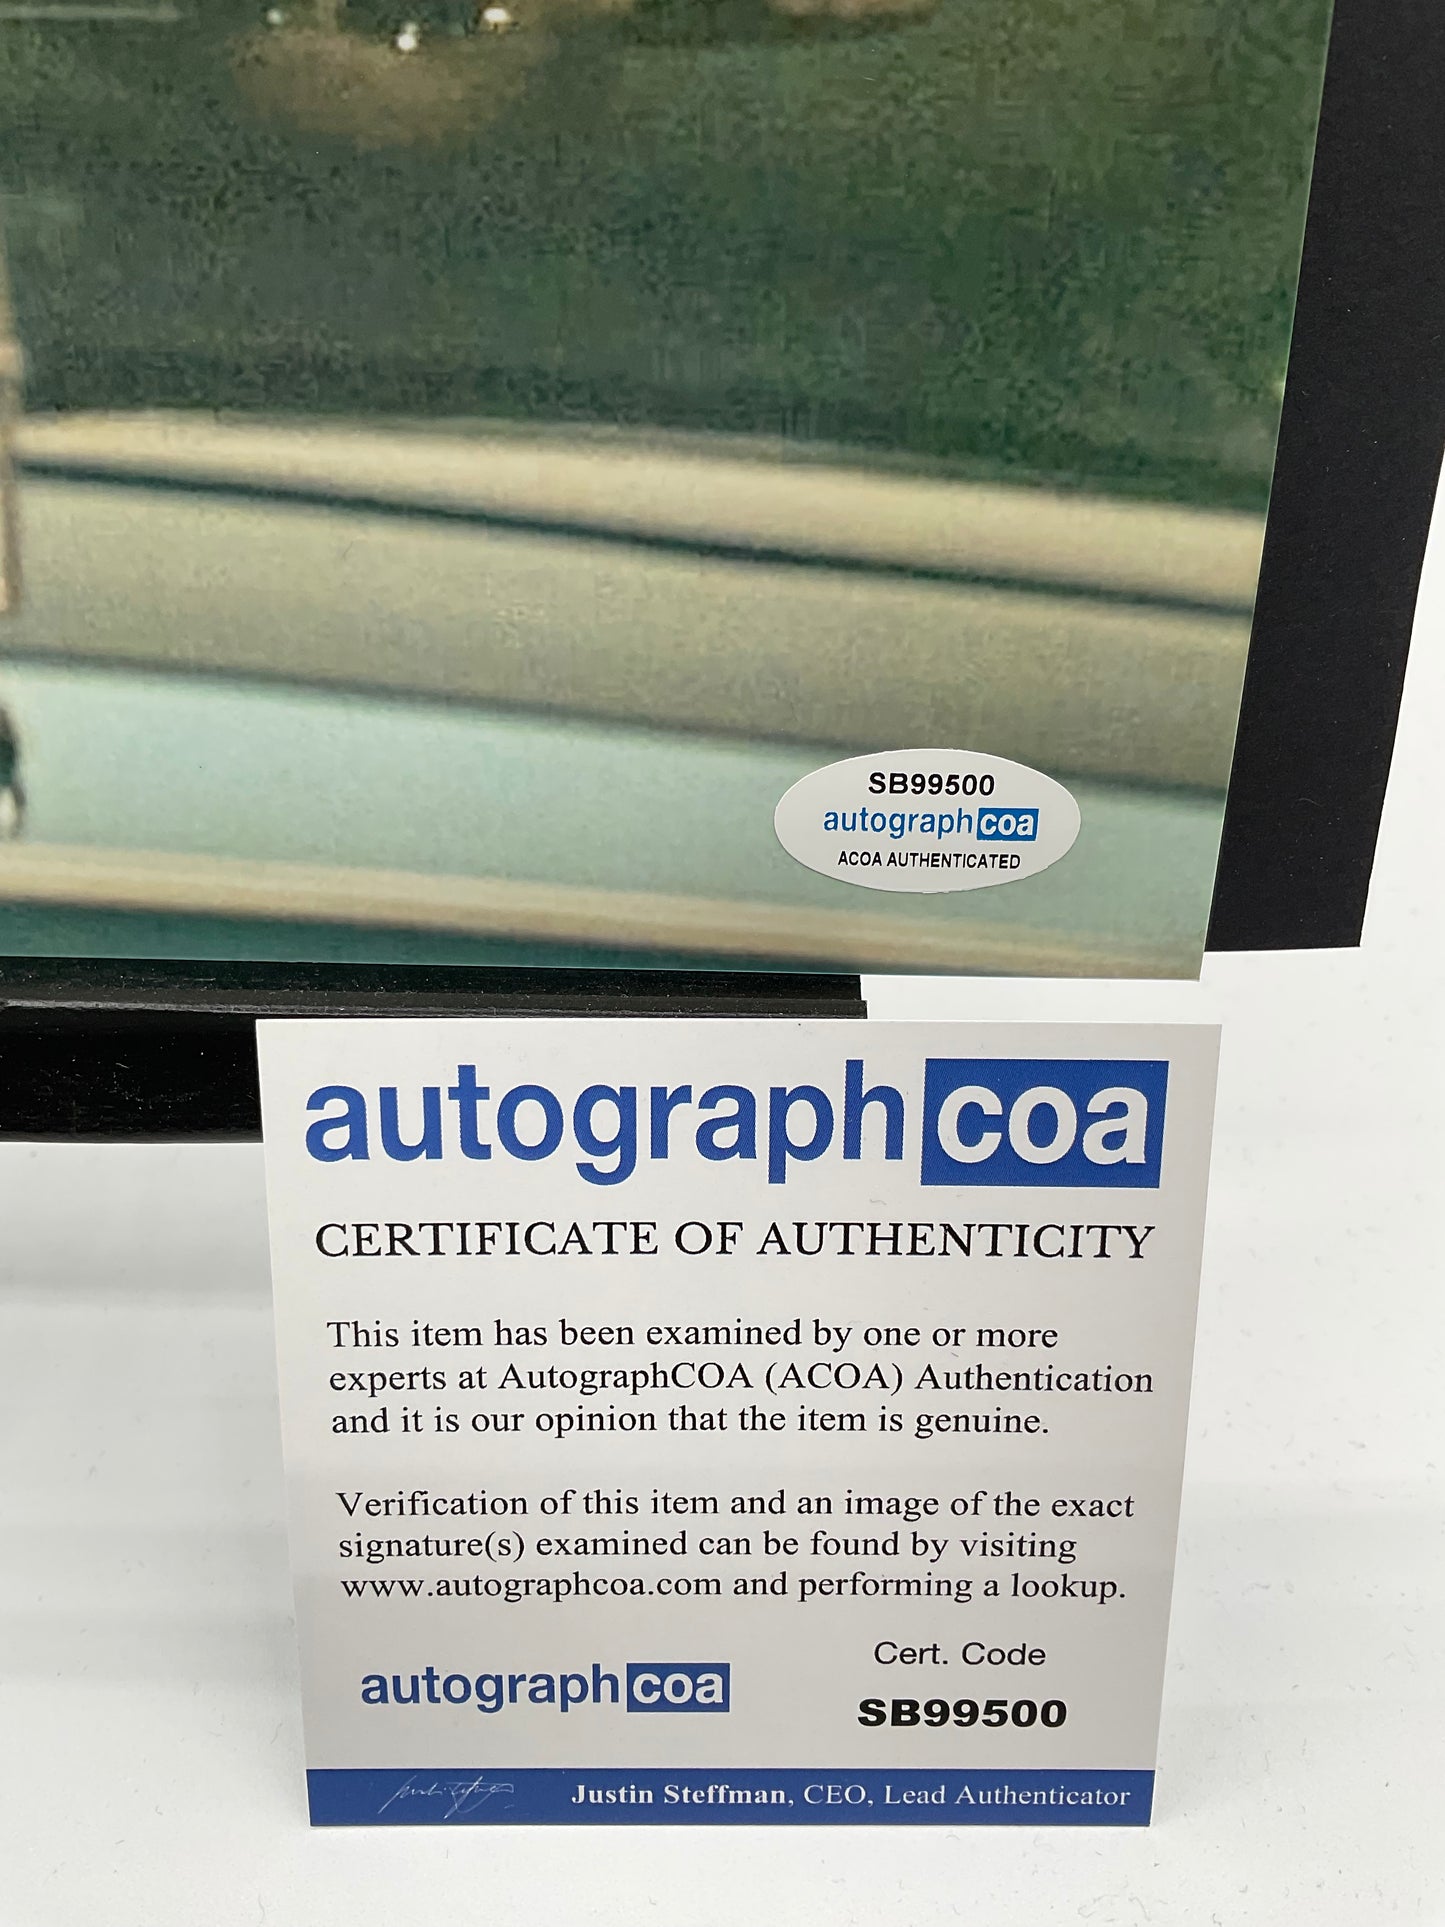 SB99500
autographcoa
ACOA AUTHENTICATED
autographcoa
CERTIFICATE OF AUTHENTICITY
This item has been examined by one or more
experts at AutographCOA (ACOA) Authentication
and it is our opinion that the item is genuine.
Verification of this item and an image of the exact
signature(s) examined can be found by visiting
www.autographcoa.com and performing a lookup.
Cert. Code
autographcoa
SB99500
Justin Steffman, CEO, Lead Authenticator